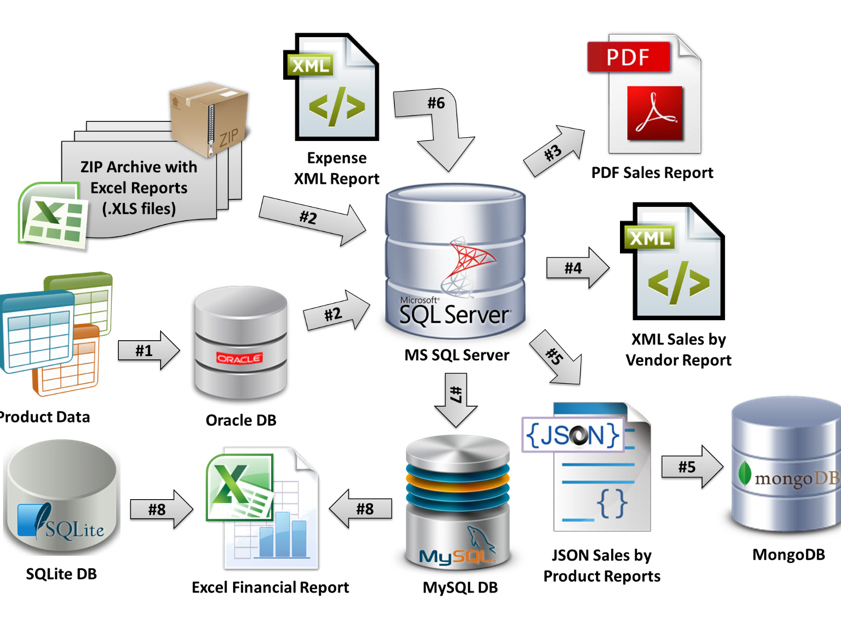 XML
PDF
#6
ZIP
ZIP Archive with
Excel Reports
(.XLS files)
Expense
XML Report
#3
PDF Sales Report
#2
XML
#4
Microsoft®
SQL Server®
MS SQL Server
XML Sales by
Vendor Report
#2
#1
ORACLE
Product Data
Oracle DB
#5
#7
{JSON}
#5
mongoDB
SQLite
#8
#8
{ }
MySQL
SQLite DB
Excel Financial Report
MySQL DB
JSON Sales by
Product Reports
MongoDB